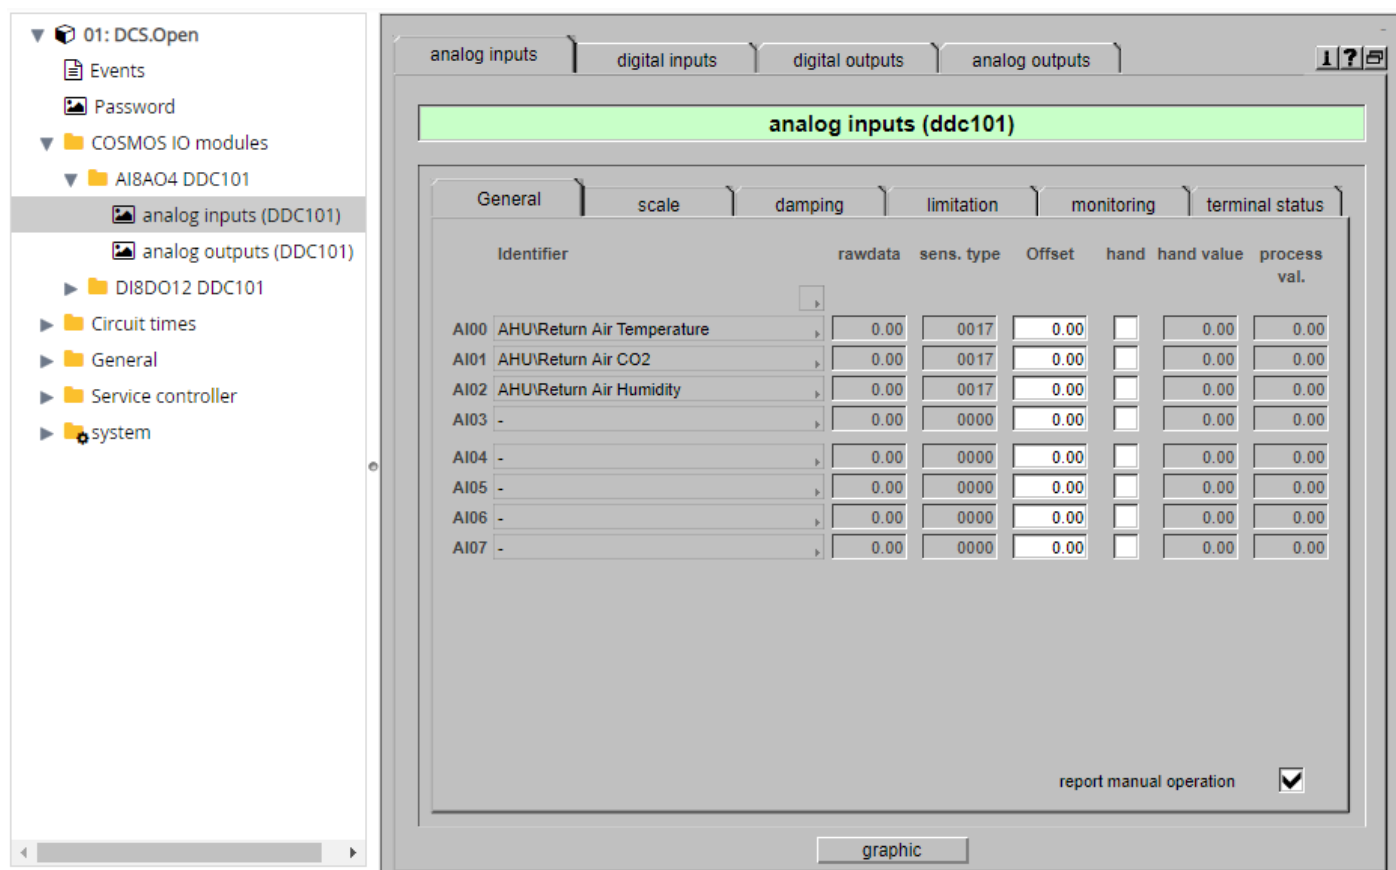 01: DCS.Open
Events
Password
COSMOS IO modules
AI8AO4 DDC101
analog inputs (DDC101)
analog outputs (DDC101)
DI8DO12 DDC101
Circuit times
General
Service controller
system
analog inputs digital inputs digital outputs analog outputs
1 ?
analog inputs (ddc101)
General scale damping limitation monitoring terminal status
Identifier rawdata sens. type Offset hand hand value process val.
AI00 AHU\Return Air Temperature 0.00 0017 0.00 0.00 0.00
AI01 AHU\Return Air CO2 0.00 0017 0.00 0.00 0.00
AI02 AHU\Return Air Humidity 0.00 0017 0.00 0.00 0.00
AI03 - 0.00 0000 0.00 0.00 0.00
AI04 - 0.00 0000 0.00 0.00 0.00
AI05 - 0.00 0000 0.00 0.00 0.00
AI06 - 0.00 0000 0.00 0.00 0.00
AI07 - 0.00 0000 0.00 0.00 0.00
report manual operation
graphic